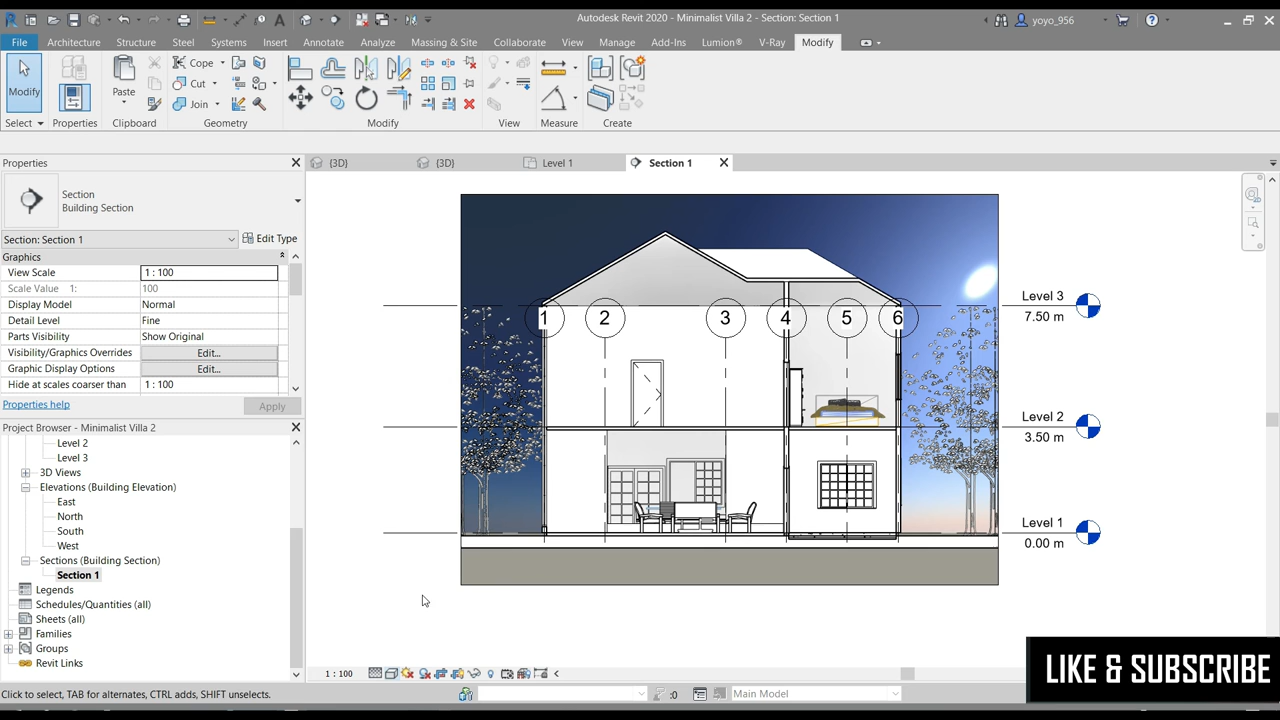 Autodesk Revit 2020 - Minimalist Villa 2 - Section: Section 1
yoyo_956
File Architecture Structure Steel Systems Insert Annotate Analyze Massing & Site Collaborate View Manage Add-Ins Lumion® V-Ray Modify
Modify
Paste
Cope
Cut
Join
Select Properties Clipboard Geometry Modify View Measure Create
Properties
{3D}
{3D}
Level 1
Section 1
Section
Building Section
Section: Section 1
Edit Type
Graphics
View Scale 1 : 100
Scale Value 1: 100
Display Model Normal
Detail Level Fine
Parts Visibility Show Original
Visibility/Graphics Overrides Edit...
Graphic Display Options Edit...
Hide at scales coarser than 1 : 100
Properties help
Apply
Project Browser - Minimalist Villa 2
Level 2
Level 3
3D Views
Elevations (Building Elevation)
East
North
South
West
Sections (Building Section)
Section 1
Legends
Schedules/Quantities (all)
Sheets (all)
Families
Groups
Revit Links
1 2 3 4 5 6
Level 3
7.50 m
Level 2
3.50 m
Level 1
0.00 m
1 : 100
Click to select, TAB for alternates, CTRL adds, SHIFT unselects.
:0
Main Model
LIKE & SUBSCRIBE